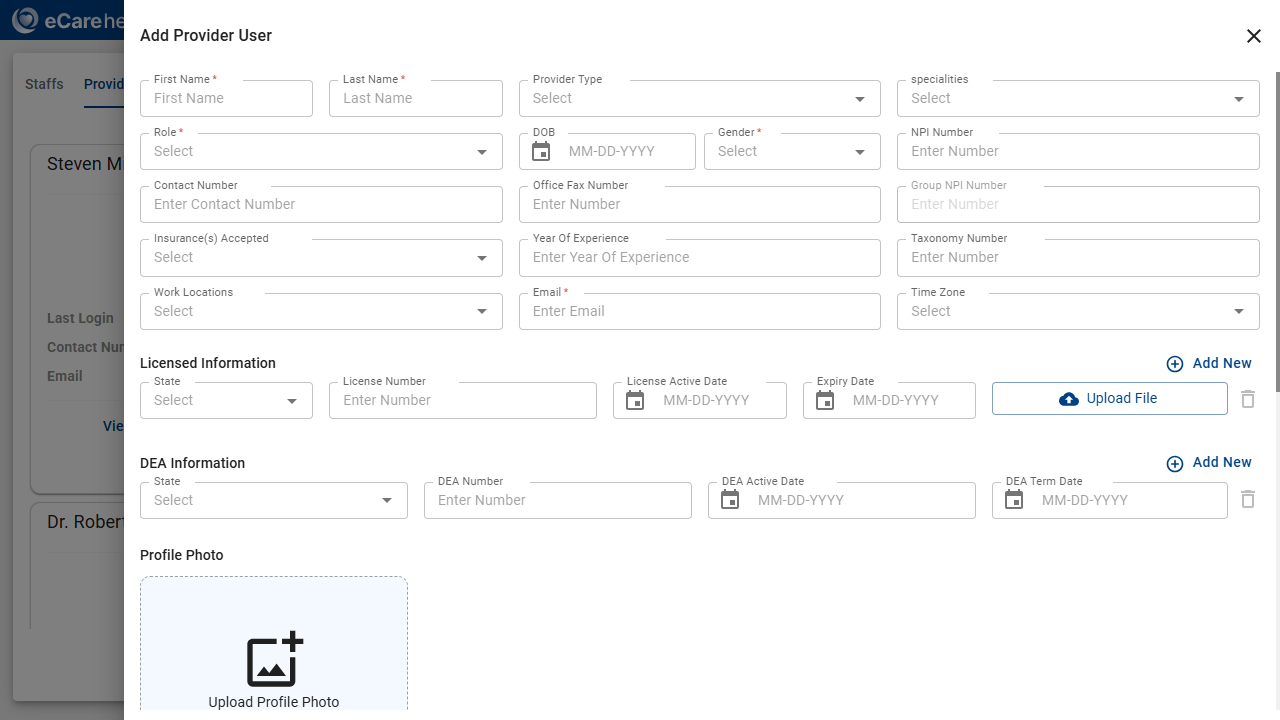 eCare he
Add Provider User
Staffs
Provid
First Name *
Last Name *
Provider Type
specialities
First Name
Last Name
Select
Select
Role *
DOB
Gender *
NPI Number
Select
MM-DD-YYYY
Select
Enter Number
Steven M
Contact Number
Office Fax Number
Group NPI Number
Enter Contact Number
Enter Number
Enter Number
Insurance(s) Accepted
Year Of Experience
Taxonomy Number
Select
Enter Year Of Experience
Enter Number
Work Locations
Email *
Time Zone
Select
Enter Email
Select
Last Login
Contact Nur
Email
Vie
Licensed Information
Add New
State
License Number
License Active Date
Expiry Date
Select
Enter Number
MM-DD-YYYY
MM-DD-YYYY
Upload File
DEA Information
Add New
State
DEA Number
DEA Active Date
DEA Term Date
Select
Enter Number
MM-DD-YYYY
MM-DD-YYYY
Dr. Robert
Profile Photo
Upload Profile Photo